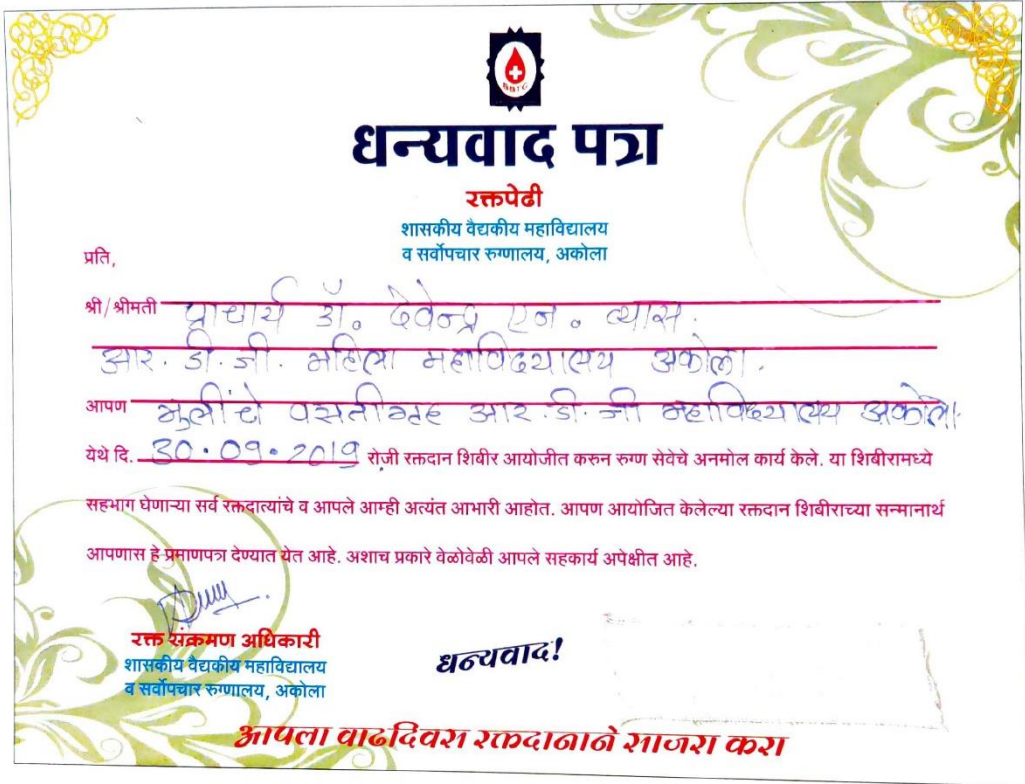 SBTC
धन्यवाद पत्र
रक्तपेढी
शासकीय वैद्यकीय महाविद्यालय
व सर्वोपचार रुग्णालय, अकोला
प्रति,
श्री/श्रीमती प्राचार्य डॉ. देवेन्द्र एन. व्यास.
आर. डी. जी. महिला महाविद्यालय अकोला.
आपण मुलींचे वसतीगृह आर. डी. जी महाविद्यालय अकोला.
येथे दि. 30.09.2019 रोजी रक्तदान शिबीर आयोजीत करुन रुग्ण सेवेचे अनमोल कार्य केले. या शिबीरामध्ये
सहभाग घेणाऱ्या सर्व रक्तदात्यांचे व आपले आम्ही अत्यंत आभारी आहोत. आपण आयोजित केलेल्या रक्तदान शिबीराच्या सन्मानार्थ
आपणास हे प्रमाणपत्र देण्यात येत आहे. अशाच प्रकारे वेळोवेळी आपले सहकार्य अपेक्षीत आहे.
रक्त संक्रमण अधिकारी
शासकीय वैद्यकीय महाविद्यालय
व सर्वोपचार रुग्णालय, अकोला
धन्यवाद!
आपला वाढदिवस रक्तदानाने साजरा करा